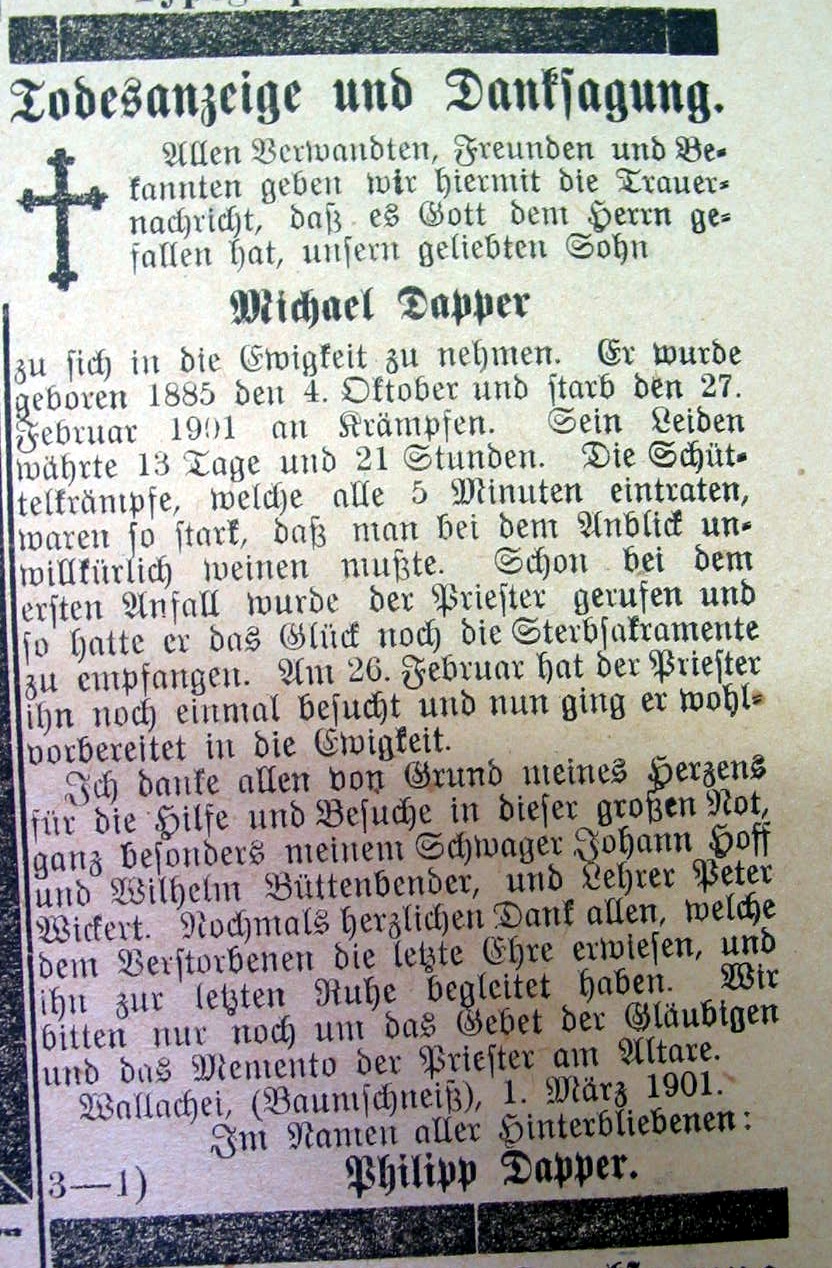 Todesanzeige und Danksagung.
Allen Verwandten, Freunden und Be-
kannten geben wir hiermit die Trauer-
nachricht, daß es Gott dem Herrn ge-
fallen hat, unsern geliebten Sohn
Michael Dapper
zu sich in die Ewigkeit zu nehmen. Er wurde
geboren 1885 den 4. Oktober und starb den 27.
Februar 1901 an Krämpfen. Sein Leiden
währte 13 Tage und 21 Stunden. Die Schüt-
telkrämpfe, welche alle 5 Minuten eintraten,
waren so stark, daß man bei dem Anblick un-
willkürlich weinen mußte. Schon bei dem
ersten Anfall wurde der Priester gerufen und
so hatte er das Glück noch die Sterbsakramente
zu empfangen. Am 26. Februar hat der Priester
ihn noch einmal besucht und nun ging er wohl-
vorbereitet in die Ewigkeit.
Ich danke allen von Grund meines Herzens
für die Hilfe und Besuche in dieser großen Not,
ganz besonders meinem Schwager Johann Hoff
und Wilhelm Büttenbender, und Lehrer Peter
Wickert. Nochmals herzlichen Dank allen, welche
dem Verstorbenen die letzte Ehre erwiesen, und
ihn zur letzten Ruhe begleitet haben. Wir
bitten nur noch um das Gebet der Gläubigen
und das Memento der Priester am Altare.
Wallachei, (Baumschneiß), 1. März 1901.
Im Namen aller Hinterbliebenen:
3—1) Philipp Dapper.